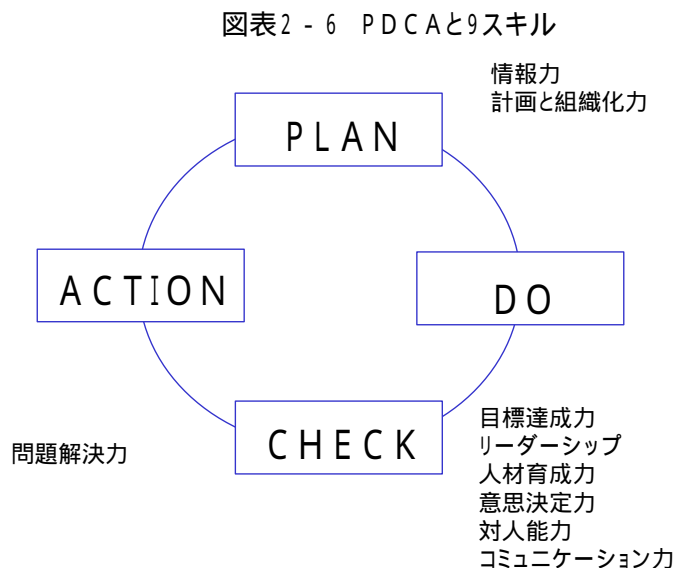 図表2-6 PDCAと9スキル
情報力
計画と組織化力
PLAN
ACTION
DO
CHECK
問題解決力
目標達成力
リーダーシップ
人材育成力
意思決定力
対人能力
コミュニケーション力